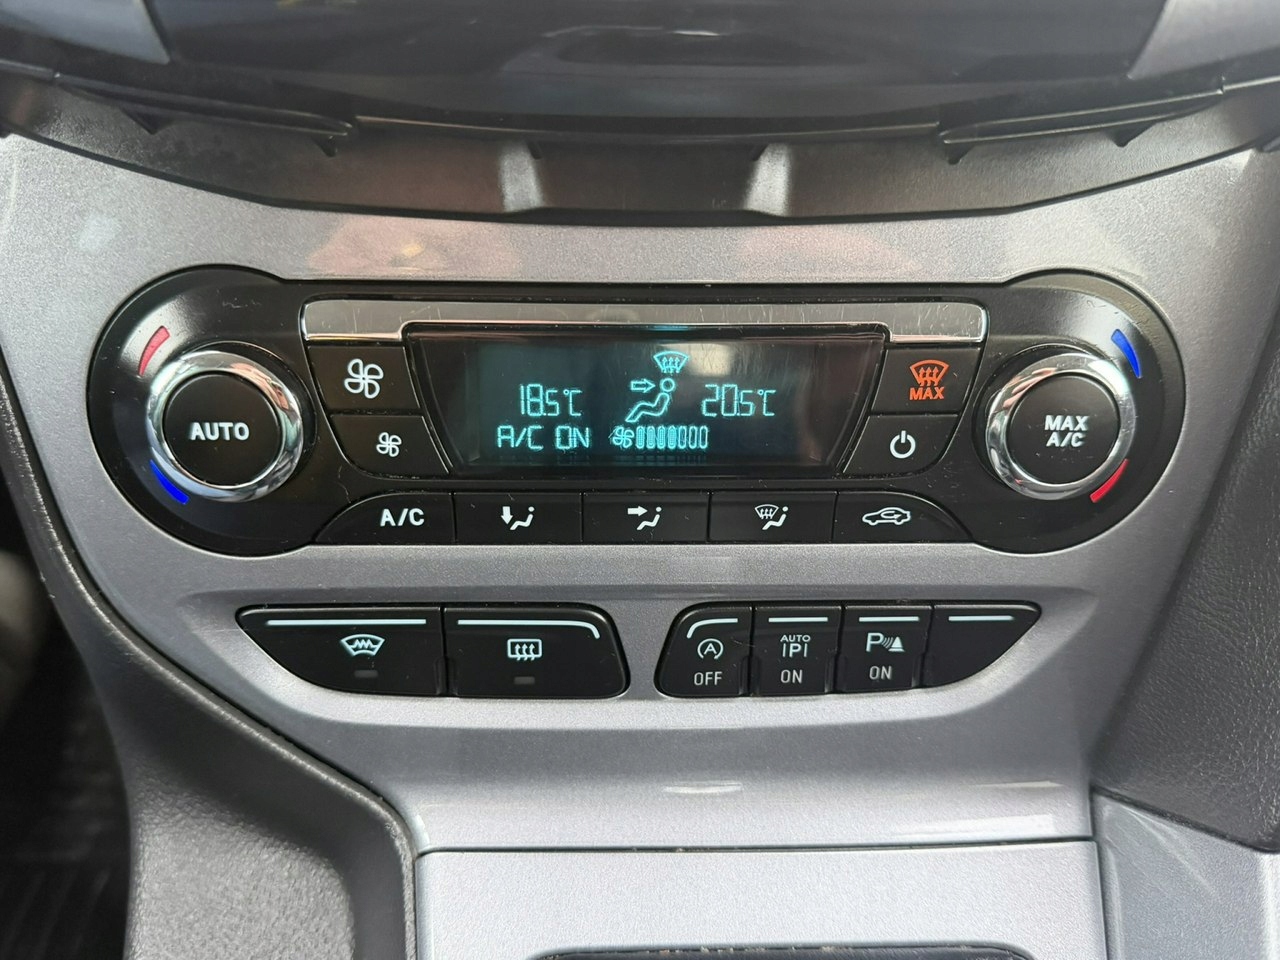 18.5°C 20.5°C
A/C ON
AUTO
MAX
MAX
A/C
A/C
OFF
AUTO
P
ON
P
ON